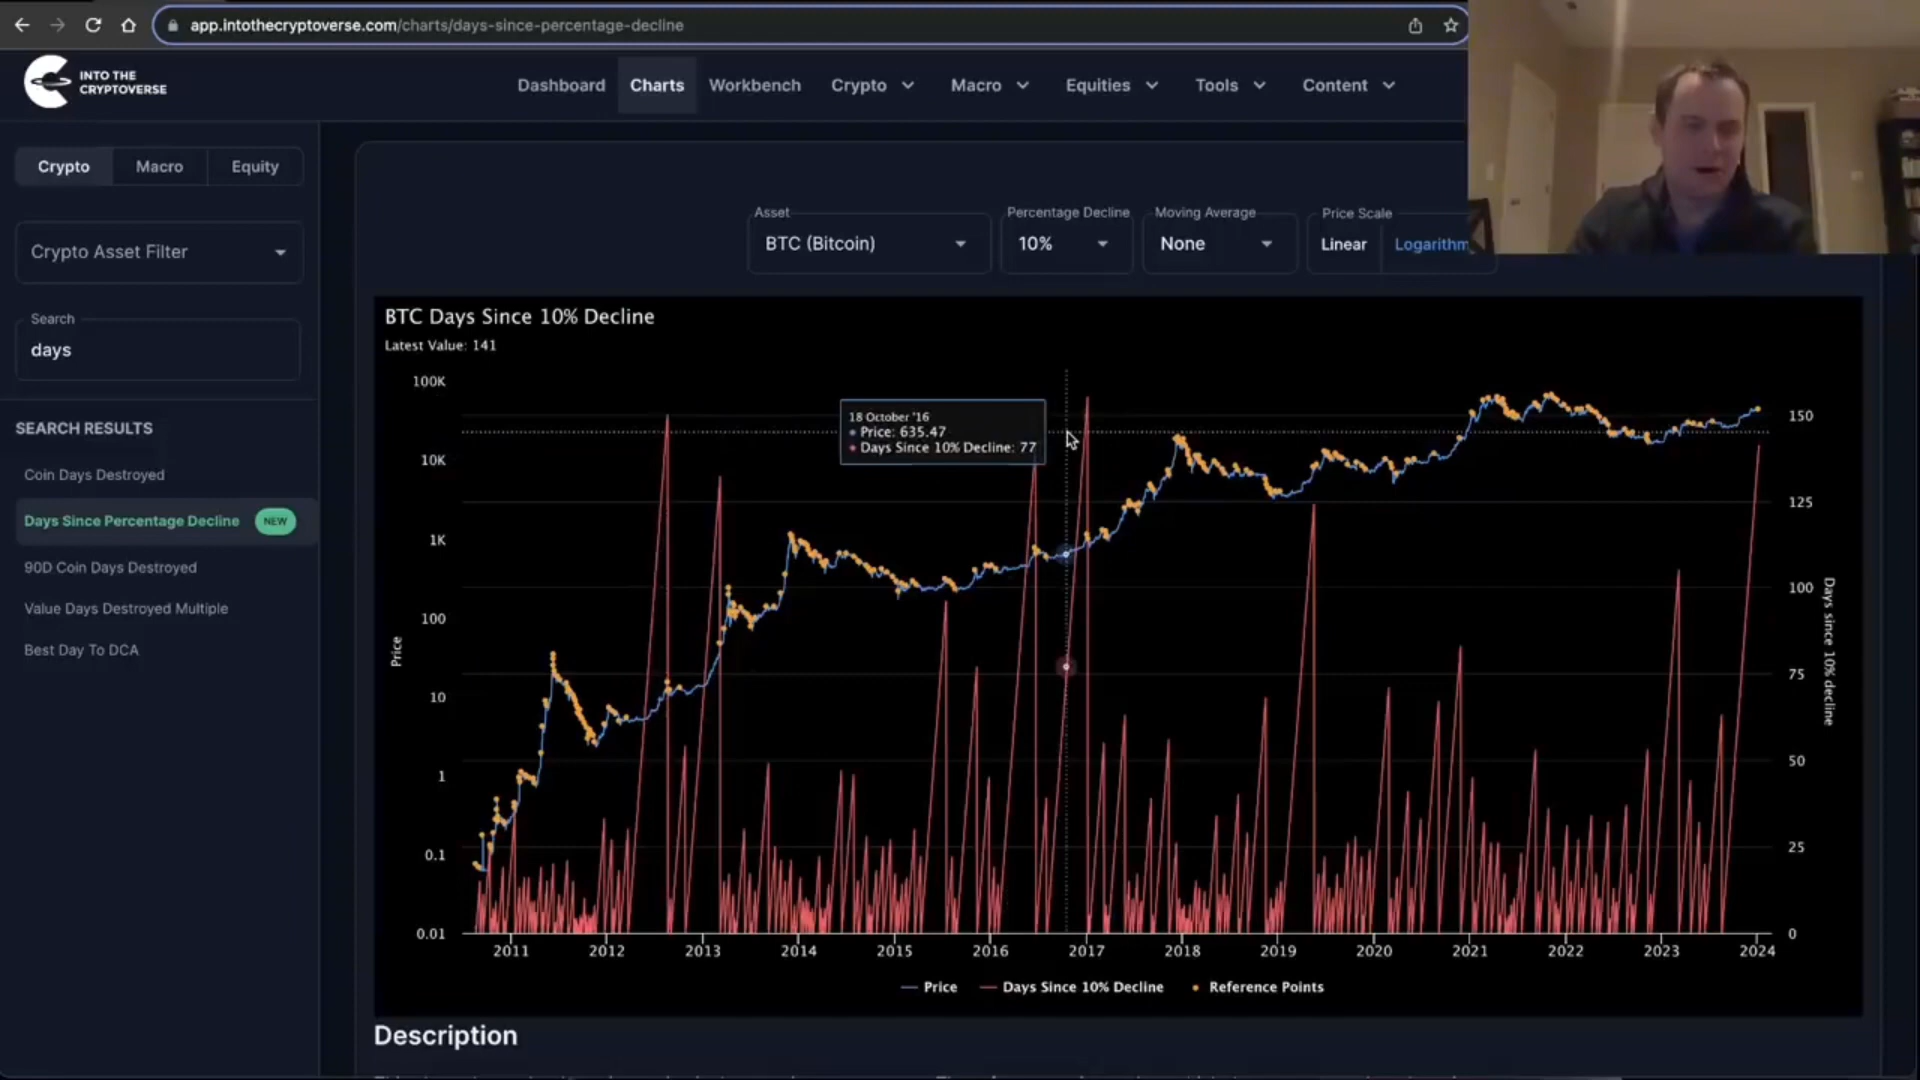 app.intothecryptoverse.com/charts/days-since-percentage-decline
INTO THE
CRYPTOVERSE
Dashboard
Charts
Workbench
Crypto
Macro
Equities
Tools
Content
Crypto
Macro
Equity
Crypto Asset Filter
Search
days
SEARCH RESULTS
Coin Days Destroyed
Days Since Percentage Decline NEW
90D Coin Days Destroyed
Value Days Destroyed Multiple
Best Day To DCA
Asset
BTC (Bitcoin)
Percentage Decline
10%
Moving Average
None
Price Scale
Linear
Logarithm
BTC Days Since 10% Decline
Latest Value: 141
100K
10K
1K
100
10
1
0.1
0.01
Price
18 October '16
Price: 635.47
Days Since 10% Decline: 77
150
125
100
75
50
25
0
Days since 10% decline
2011 2012 2013 2014 2015 2016 2017 2018 2019 2020 2021 2022 2023 2024
Price Days Since 10% Decline Reference Points
Description